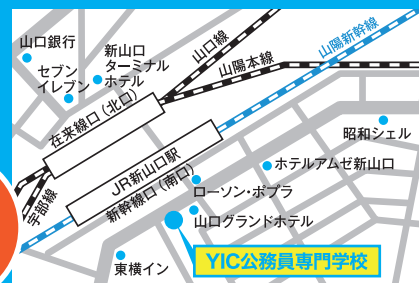 山口銀行
セブン
イレブン
新山口
ターミナル
ホテル
山口線
山陽本線
山陽新幹線
在来線口(北口)
JR新山口駅
新幹線口(南口)
宇部線
昭和シェル
ホテルアムゼ新山口
ローソン・ポプラ
山口グランドホテル
東横イン
YIC公務員専門学校